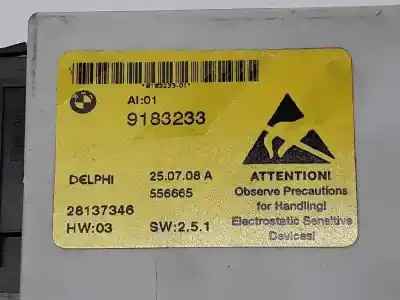 *9183233-01*
AI:01
9183233
DELPHI
25.07.08 A
556665
28137346
HW:03
SW:2.5.1
ATTENTION!
Observe Precautions
for Handling!
Electrostatic Sensitive
Devices!